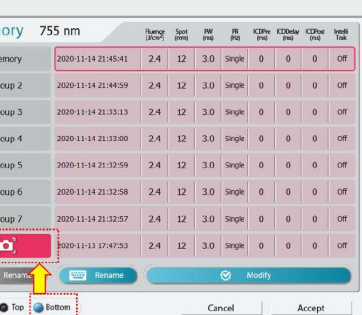 ory 755 nm Fluence (J/cm²) Spot (mm) PW (ms) PR (Hz) ICDPre (ms) ICDDelay (ms) ICDPost (ms) Intelli Trak
emory 2020-11-14 21:45:41 2.4 12 3.0 Single 0 0 0 Off
oup 2 2020-11-14 21:44:59 2.4 12 3.0 Single 0 0 0 Off
oup 3 2020-11-14 21:33:13 2.4 12 3.0 Single 0 0 0 Off
oup 4 2020-11-14 21:33:00 2.4 12 3.0 Single 0 0 0 Off
oup 5 2020-11-14 21:32:59 2.4 12 3.0 Single 0 0 0 Off
oup 6 2020-11-14 21:32:58 2.4 12 3.0 Single 0 0 0 Off
oup 7 2020-11-14 21:32:57 2.4 12 3.0 Single 0 0 0 Off
2020-11-13 17:47:53 2.4 12 3.0 Single 0 0 0 Off
Rename Rename Modify
Top Bottom Cancel Accept